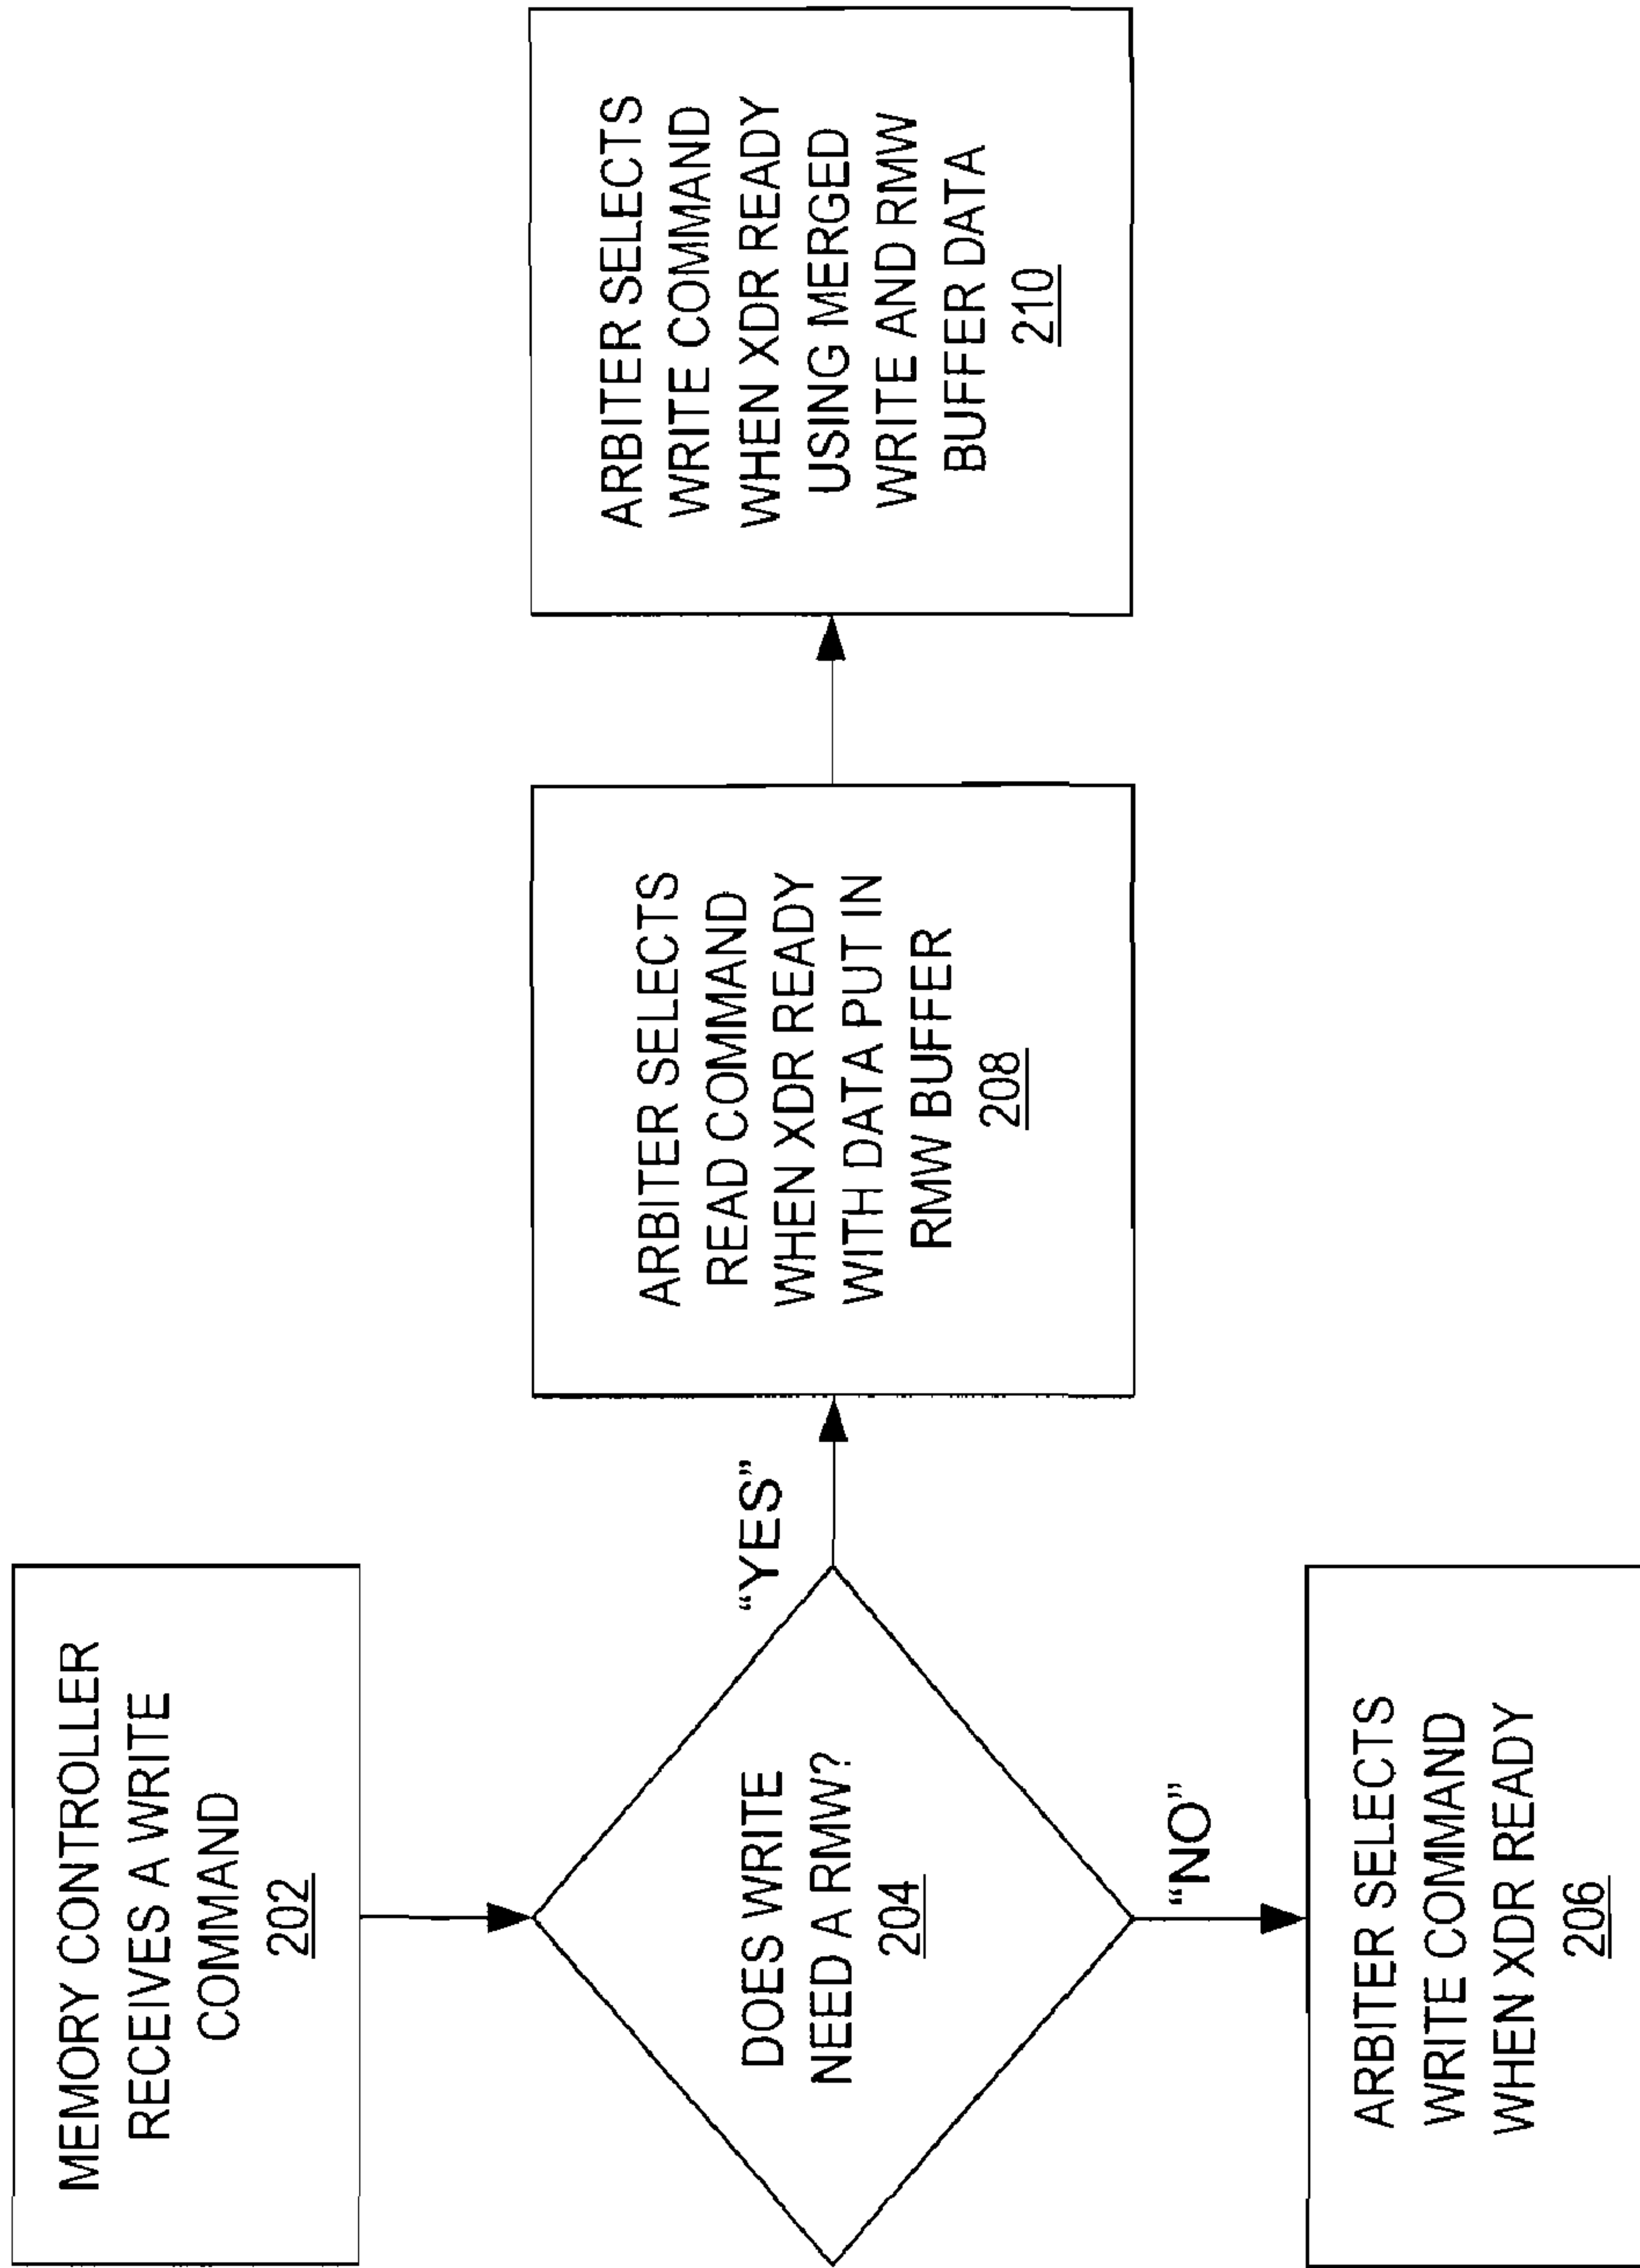 MEMORY CONTROLLER
RECEIVES A WRITE
COMMAND
202
DOES WRITE
NEED A RMW?
204
“YES”
“NO”
ARBITER SELECTS
WRITE COMMAND
WHEN XDR READY
206
ARBITER SELECTS
READ COMMAND
WHEN XDR READY
WITH DATA PUT IN
RMW BUFFER
208
ARBITER SELECTS
WRITE COMMAND
WHEN XDR READY
USING MERGED
WRITE AND RMW
BUFFER DATA
210